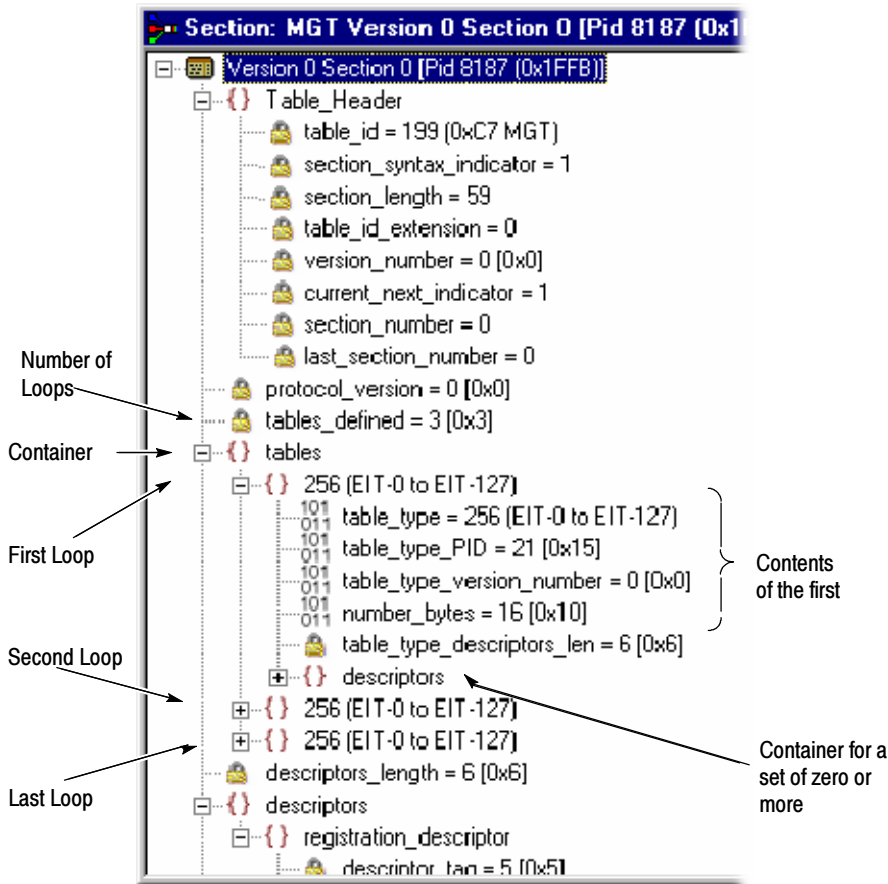 Section: MGT Version 0 Section 0 [Pid 8187 (0x1
Version 0 Section 0 [Pid 8187 (0x1FFB)]
Table_Header
table_id = 199 (0xC7 MGT)
section_syntax_indicator = 1
section_length = 59
table_id_extension = 0
version_number = 0 [0x0]
current_next_indicator = 1
section_number = 0
last_section_number = 0
Number of
Loops
protocol_version = 0 [0x0]
tables_defined = 3 [0x3]
Container
tables
First Loop
256 (EIT-0 to EIT-127)
table_type = 256 (EIT-0 to EIT-127)
table_type_PID = 21 [0x15]
table_type_version_number = 0 [0x0]
number_bytes = 16 [0x10]
Contents
of the first
table_type_descriptors_len = 6 [0x6]
Second Loop
descriptors
256 (EIT-0 to EIT-127)
256 (EIT-0 to EIT-127)
Container for a
set of zero or
more
Last Loop
descriptors_length = 6 [0x6]
descriptors
registration_descriptor
descriptor_tag = 5 [0x5]